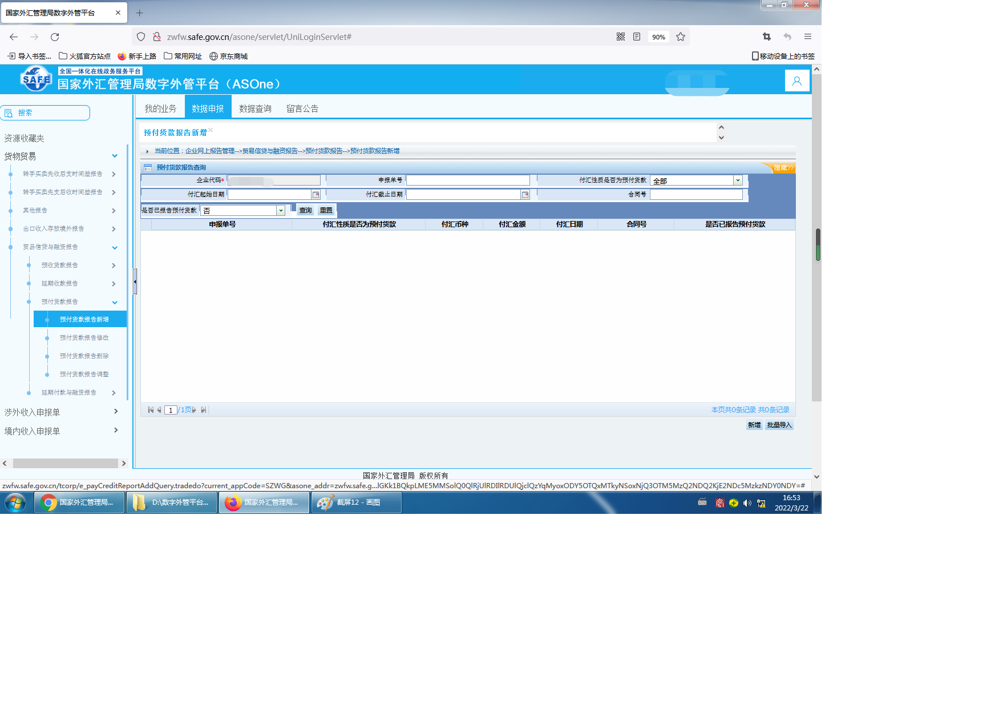 国家外汇管理局数字外管平台
zwfw.safe.gov.cn/asone/servlet/UniLoginServlet#
90%
导入书签...
火狐官方站点
新手上路
常用网址
京东商城
移动设备上的书签
SAFE
全国一体化在线政务服务平台
国家外汇管理局数字外管平台（ASOne）
搜索
我的业务
数据申报
数据查询
留言公告
资源收藏夹
货物贸易
转手买卖先收后支时间差报告
转手买卖先支后收时间差报告
其他报告
出口收入存放境外报告
贸易信贷与融资报告
预收货款报告
延期收款报告
预付货款报告
预付货款报告新增
预付货款报告修改
预付货款报告删除
预付货款报告调整
延期付款与融资报告
涉外收入申报单
境内收入申报单
预付货款报告新增
当前位置：企业网上报告管理-->贸易信贷与融资报告-->预付货款报告-->预付货款报告新增
预付货款报告查询
隐藏>>
企业代码*
申报单号
付汇性质是否为预付货款 全部
付汇起始日期
付汇截止日期
合同号
是否已报告预付货款 否
查询 重置
申报单号 付汇性质是否为预付货款 付汇币种 付汇金额 付汇日期 合同号 是否已报告预付货款
1 /1页
本页共0条记录 共0条记录
新增 批量导入
国家外汇管理局 版权所有
zwfw.safe.gov.cn/tcorp/e_payCreditReportAddQuery.tradedo?current_appCode=SZWG&asone_addr=zwfw.safe.g...lGKk1BQkpLME5MMSolQ0QlRjUlRDIlRDUlQjclQzYqMyoxODY5OTQxMTkyNSoxNjQ3OTM5MzQ2NDQ2KjE2NDc5MzkzNDY0NDY=#
国家外汇管理局...
D:\数字外管平台...
国家外汇管理局...
截屏12 - 画图
16:53
2022/3/22